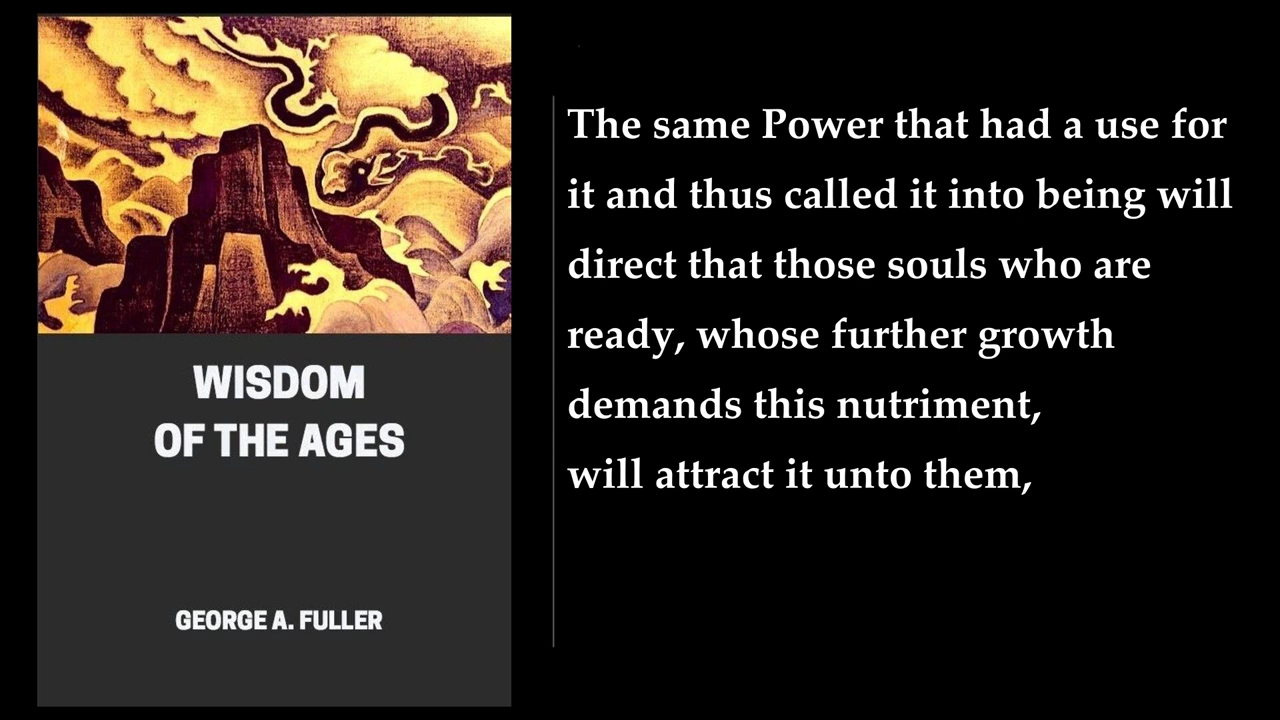 WISDOM
OF THE AGES
GEORGE A. FULLER
The same Power that had a use for
it and thus called it into being will
direct that those souls who are
ready, whose further growth
demands this nutriment,
will attract it unto them,